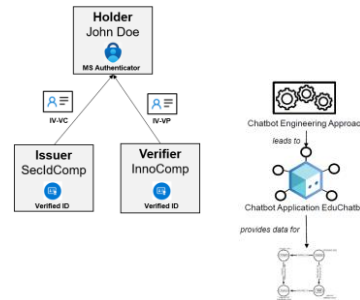 Holder
John Doe
MS Authenticator
IV-VC
IV-VP
Issuer
SecIdComp
Verified ID
Verifier
InnoComp
Verified ID
Chatbot Engineering Approac
leads to
Chatbot Application EduChatb
provides data for